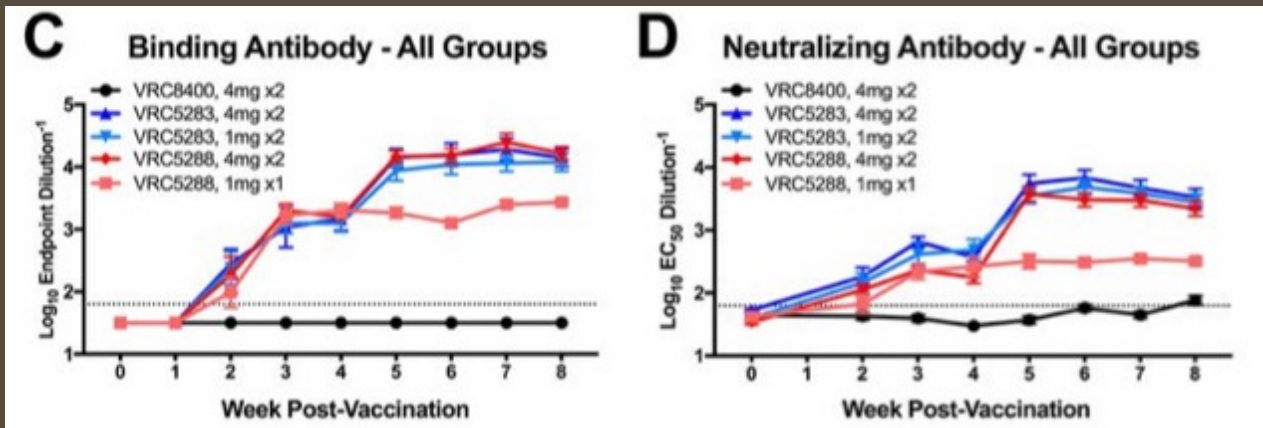 C Binding Antibody - All Groups
VRC8400, 4mg x2
VRC5283, 4mg x2
VRC5283, 1mg x2
VRC5288, 4mg x2
VRC5288, 1mg x1
Log10 Endpoint Dilution-1
5
4
3
2
1
0 1 2 3 4 5 6 7 8
Week Post-Vaccination
D Neutralizing Antibody - All Groups
VRC8400, 4mg x2
VRC5283, 4mg x2
VRC5283, 1mg x2
VRC5288, 4mg x2
VRC5288, 1mg x1
Log10 EC50 Dilution-1
5
4
3
2
1
0 1 2 3 4 5 6 7 8
Week Post-Vaccination